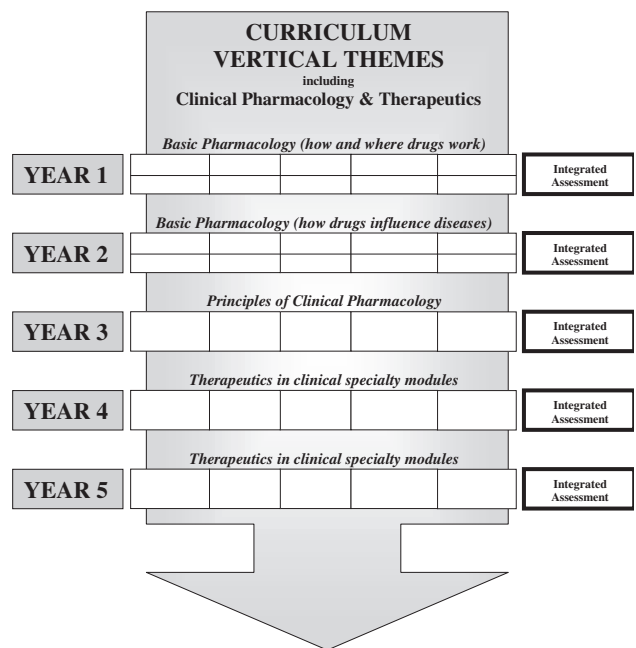 CURRICULUM
VERTICAL THEMES
including
Clinical Pharmacology & Therapeutics
Basic Pharmacology (how and where drugs work)
YEAR 1
Integrated
Assessment
Basic Pharmacology (how drugs influence diseases)
YEAR 2
Integrated
Assessment
Principles of Clinical Pharmacology
YEAR 3
Integrated
Assessment
Therapeutics in clinical specialty modules
YEAR 4
Integrated
Assessment
Therapeutics in clinical specialty modules
YEAR 5
Integrated
Assessment